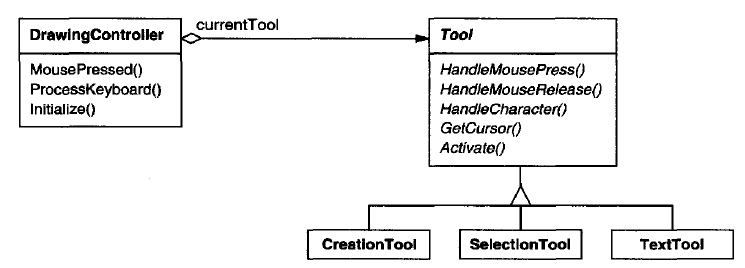 DrawingController
MousePressed()
ProcessKeyboard()
Initialize()
currentTool
Tool
HandleMousePress()
HandleMouseRelease()
HandleCharacter()
GetCursor()
Activate()
CreationTool
SelectionTool
TextTool